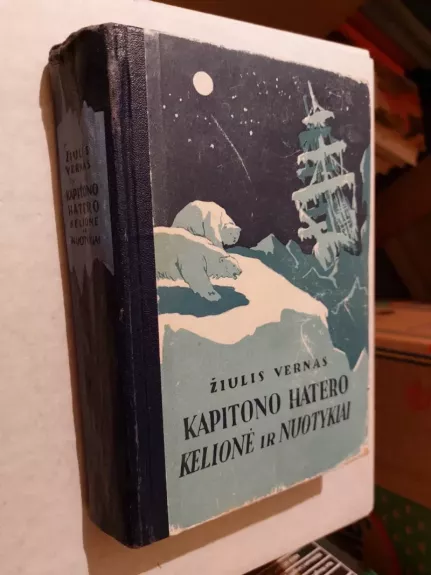 ŽIULIS VERNAS
KAPITONO HATERO
KELIONĖ IR NUOTYKIAI
ŽIULIS
VERNAS
KAPITONO
HATERO
KELIONĖ
IR
NUOTYKIAI